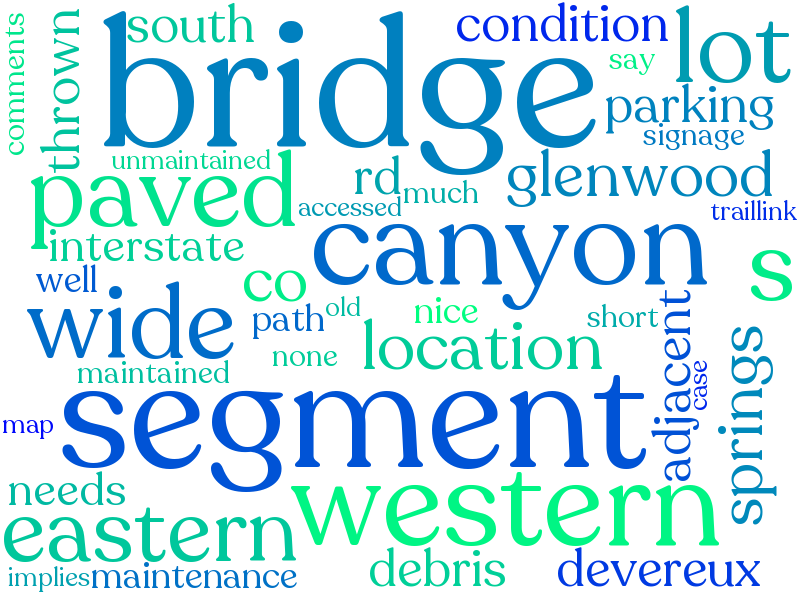 comments
thrown
south
bridge
condition
say
lot
parking
signage
unmaintained
paved
rd
much
accessed
glenwood
traillink
interstate
canyon
s
well
co
wide
path
old
nice
short
location
none
maintained
adjacent
case
springs
map
segment
needs
western
eastern
debris
devereux
implies
maintenance